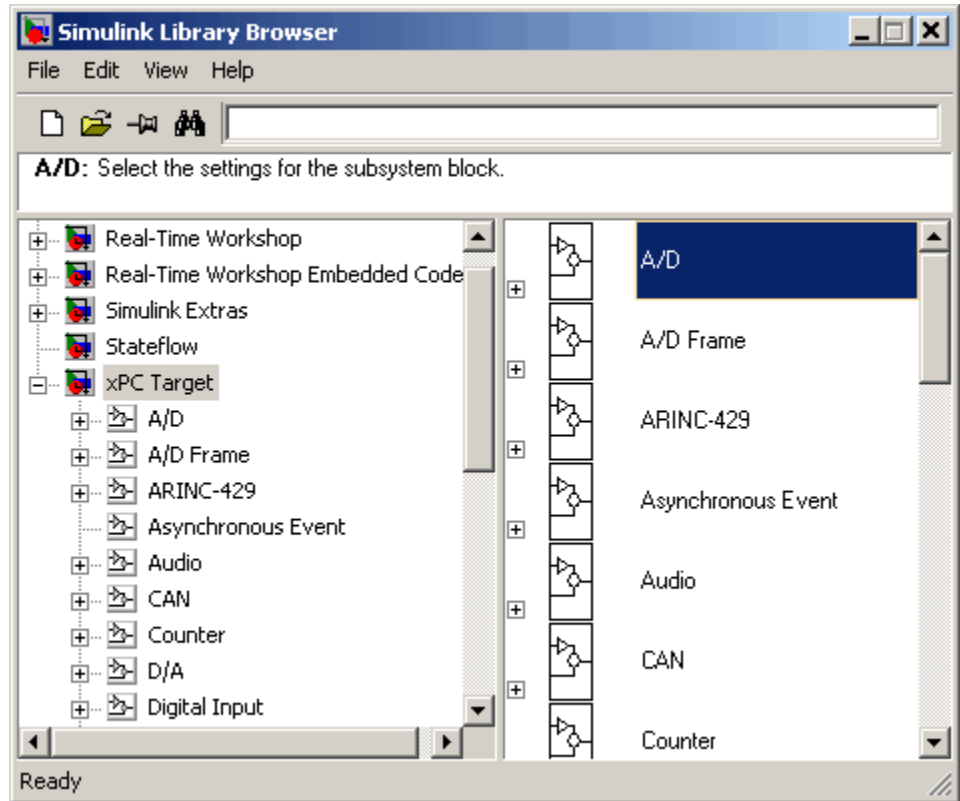 Simulink Library Browser
File Edit View Help
A/D: Select the settings for the subsystem block.
Real-Time Workshop
Real-Time Workshop Embedded Code
Simulink Extras
Stateflow
xPC Target
A/D
A/D Frame
ARINC-429
Asynchronous Event
Audio
CAN
Counter
D/A
Digital Input
A/D
A/D Frame
ARINC-429
Asynchronous Event
Audio
CAN
Counter
Ready